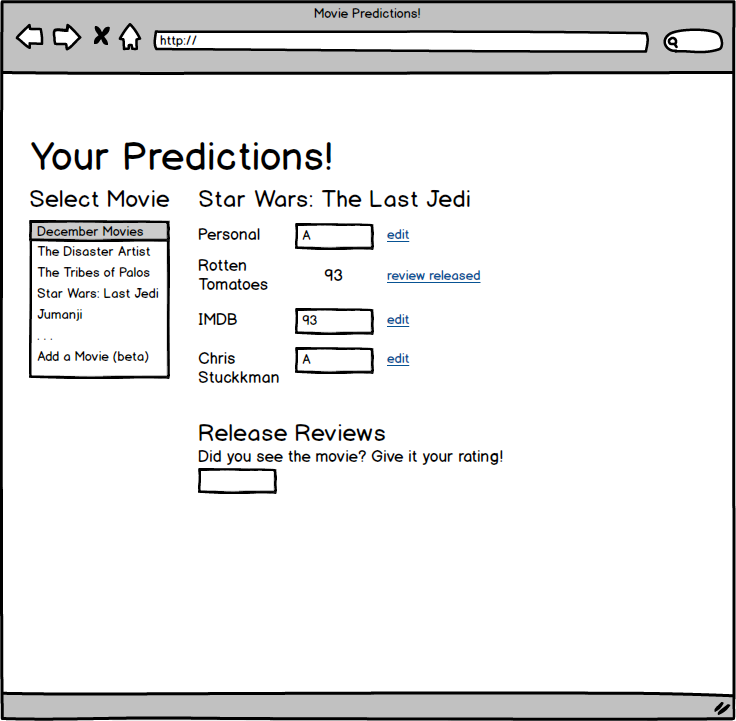 Movie Predictions!
http://
Your Predictions!
Select Movie
December Movies
The Disaster Artist
The Tribes of Palos
Star Wars: Last Jedi
Jumanji
. . .
Add a Movie (beta)
Star Wars: The Last Jedi
Personal A edit
Rotten
Tomatoes 93 review released
IMDB 93 edit
Chris A edit
Stuckkman
Release Reviews
Did you see the movie? Give it your rating!